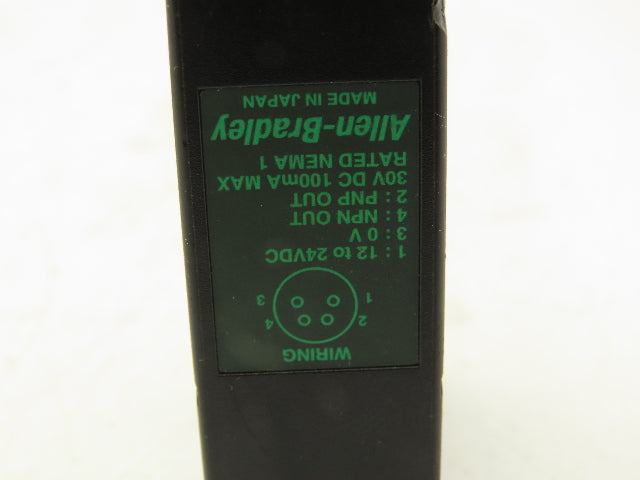 WIRING
2 4
1 3
1 : 12 to 24VDC
3 : 0 V
4 : NPN OUT
2 : PNP OUT
30V DC 100mA MAX
RATED NEMA 1
Allen-Bradley
MADE IN JAPAN